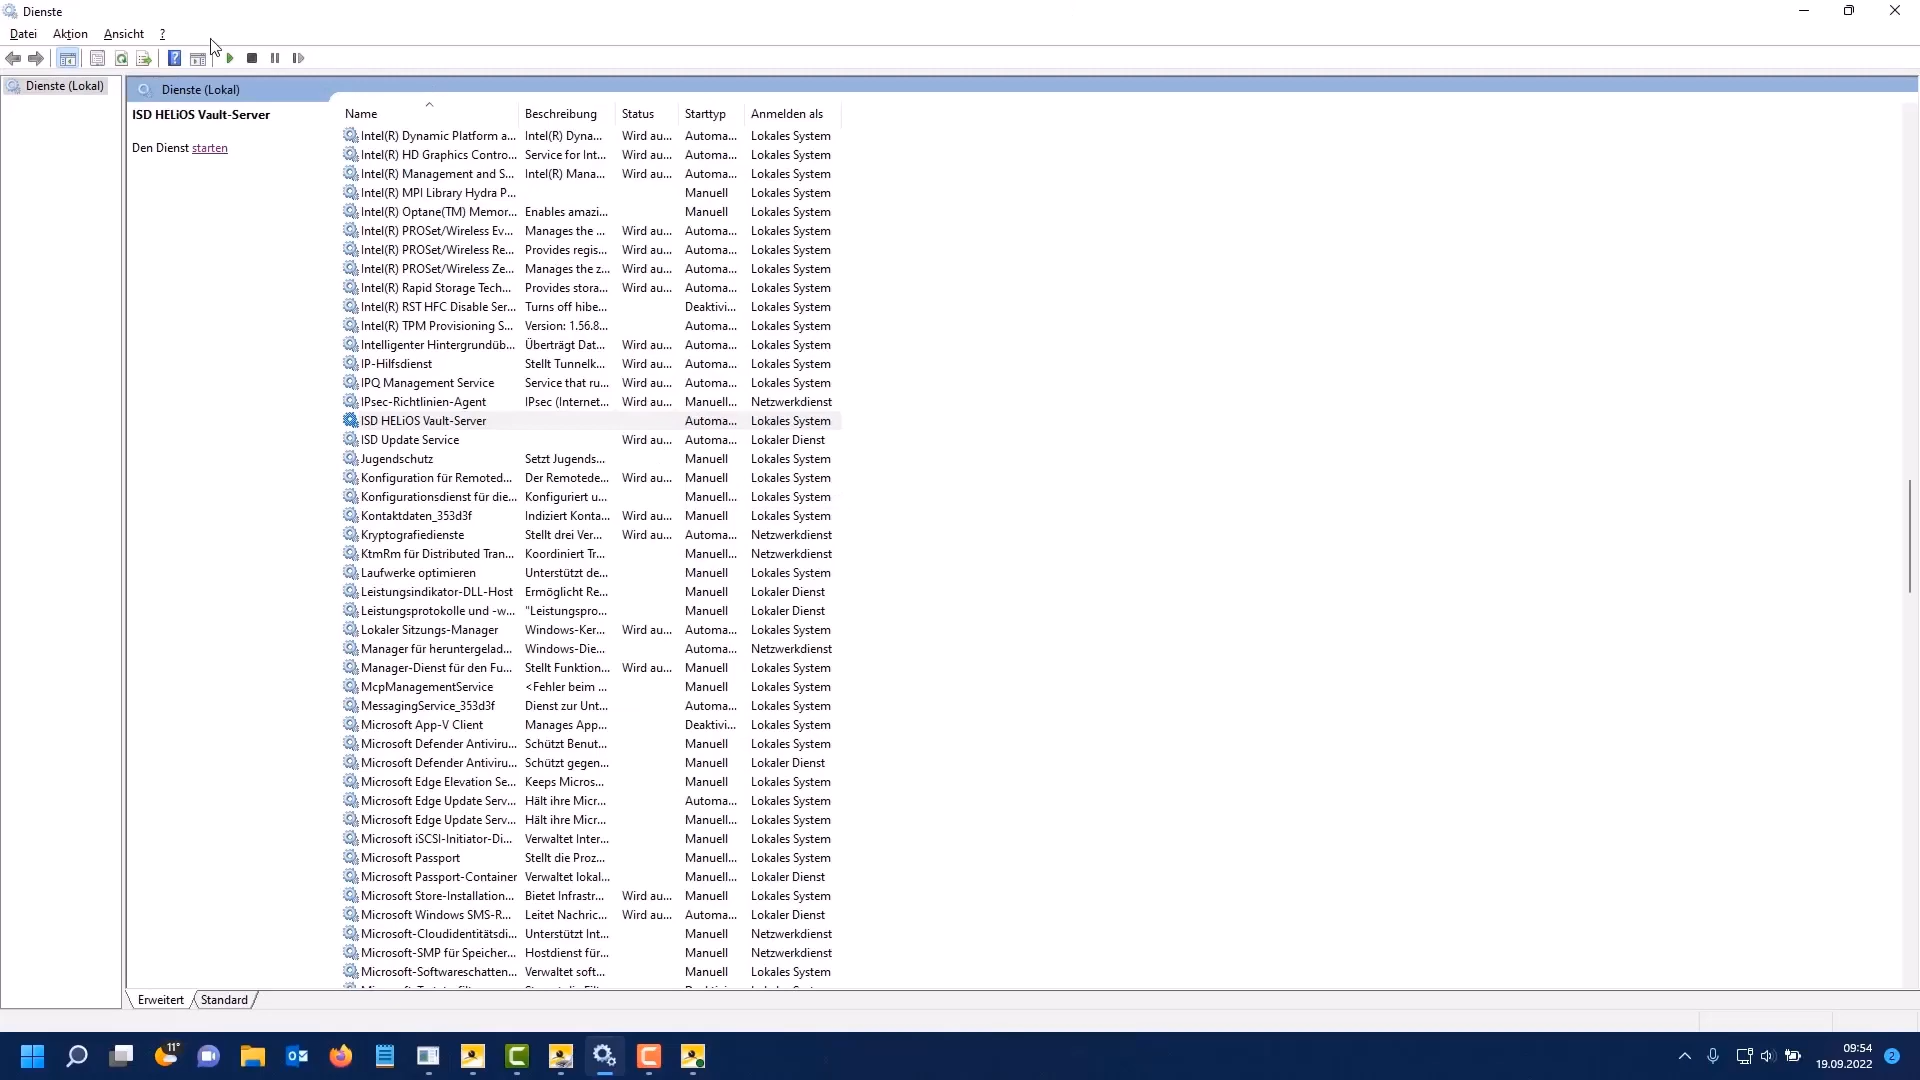 Dienste
Datei Aktion Ansicht ?
Dienste (Lokal)
Dienste (Lokal)
ISD HELiOS Vault-Server
Den Dienst starten
Name Beschreibung Status Starttyp Anmelden als
Intel(R) Dynamic Platform a... Intel(R) Dyna... Wird au... Automa... Lokales System
Intel(R) HD Graphics Contro... Service for Int... Wird au... Automa... Lokales System
Intel(R) Management and S... Intel(R) Mana... Wird au... Automa... Lokales System
Intel(R) MPI Library Hydra P... Manuell Lokales System
Intel(R) Optane(TM) Memor... Enables amazi... Manuell Lokales System
Intel(R) PROSet/Wireless Ev... Manages the ... Wird au... Automa... Lokales System
Intel(R) PROSet/Wireless Re... Provides regis... Wird au... Automa... Lokales System
Intel(R) PROSet/Wireless Ze... Manages the z... Wird au... Automa... Lokales System
Intel(R) Rapid Storage Tech... Provides stora... Wird au... Automa... Lokales System
Intel(R) RST HFC Disable Ser... Turns off hibe... Deaktivi... Lokales System
Intel(R) TPM Provisioning S... Version: 1.56.8... Automa... Lokales System
Intelligenter Hintergrundüb... Überträgt Dat... Wird au... Automa... Lokales System
IP-Hilfsdienst Stellt Tunnelk... Wird au... Automa... Lokales System
IPQ Management Service Service that ru... Wird au... Automa... Lokales System
IPsec-Richtlinien-Agent IPsec (Internet... Wird au... Manuell... Netzwerkdienst
ISD HELiOS Vault-Server Automa... Lokales System
ISD Update Service Wird au... Automa... Lokaler Dienst
Jugendschutz Setzt Jugends... Manuell Lokales System
Konfiguration für Remoted... Der Remotede... Wird au... Manuell Lokales System
Konfigurationsdienst für die... Konfiguriert u... Manuell... Lokales System
Kontaktdaten_353d3f Indiziert Konta... Wird au... Manuell Lokales System
Kryptografiedienste Stellt drei Ver... Wird au... Automa... Netzwerkdienst
KtmRm für Distributed Tran... Koordiniert Tr... Manuell... Netzwerkdienst
Laufwerke optimieren Unterstützt de... Manuell Lokales System
Leistungsindikator-DLL-Host Ermöglicht Re... Manuell Lokaler Dienst
Leistungsprotokolle und -w... "Leistungspro... Manuell Lokaler Dienst
Lokaler Sitzungs-Manager Windows-Ker... Wird au... Automa... Lokales System
Manager für heruntergelad... Windows-Die... Automa... Netzwerkdienst
Manager-Dienst für den Fu... Stellt Funktion... Wird au... Manuell Lokales System
McpManagementService <Fehler beim ... Manuell Lokales System
MessagingService_353d3f Dienst zur Unt... Automa... Lokales System
Microsoft App-V Client Manages App... Deaktivi... Lokales System
Microsoft Defender Antiviru... Schützt Benut... Manuell Lokales System
Microsoft Defender Antiviru... Schützt gegen... Manuell Lokaler Dienst
Microsoft Edge Elevation Se... Keeps Micros... Manuell Lokales System
Microsoft Edge Update Serv... Hält ihre Micr... Automa... Lokales System
Microsoft Edge Update Serv... Hält ihre Micr... Manuell... Lokales System
Microsoft iSCSI-Initiator-Di... Verwaltet Inter... Manuell Lokales System
Microsoft Passport Stellt die Proz... Manuell... Lokales System
Microsoft Passport-Container Verwaltet lokal... Manuell... Lokaler Dienst
Microsoft Store-Installation... Bietet Infrastr... Wird au... Manuell Lokales System
Microsoft Windows SMS-R... Leitet Nachric... Wird au... Automa... Lokaler Dienst
Microsoft-Cloudidentitätsdi... Unterstützt Int... Manuell Netzwerkdienst
Microsoft-SMP für Speicher... Hostdienst für... Manuell Netzwerkdienst
Microsoft-Softwareschatten... Verwaltet soft... Manuell Lokales System
Erweitert Standard
11°
09:54
19.09.2022
2